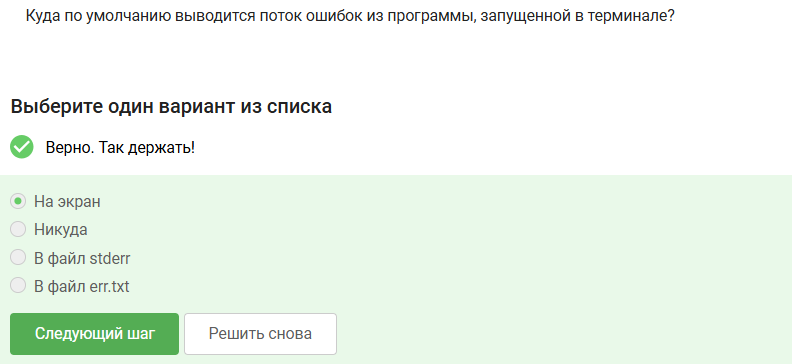 Куда по умолчанию выводится поток ошибок из программы, запущенной в терминале?
Выберите один вариант из списка
Верно. Так держать!
На экран
Никуда
В файл stderr
В файл err.txt
Следующий шаг
Решить снова